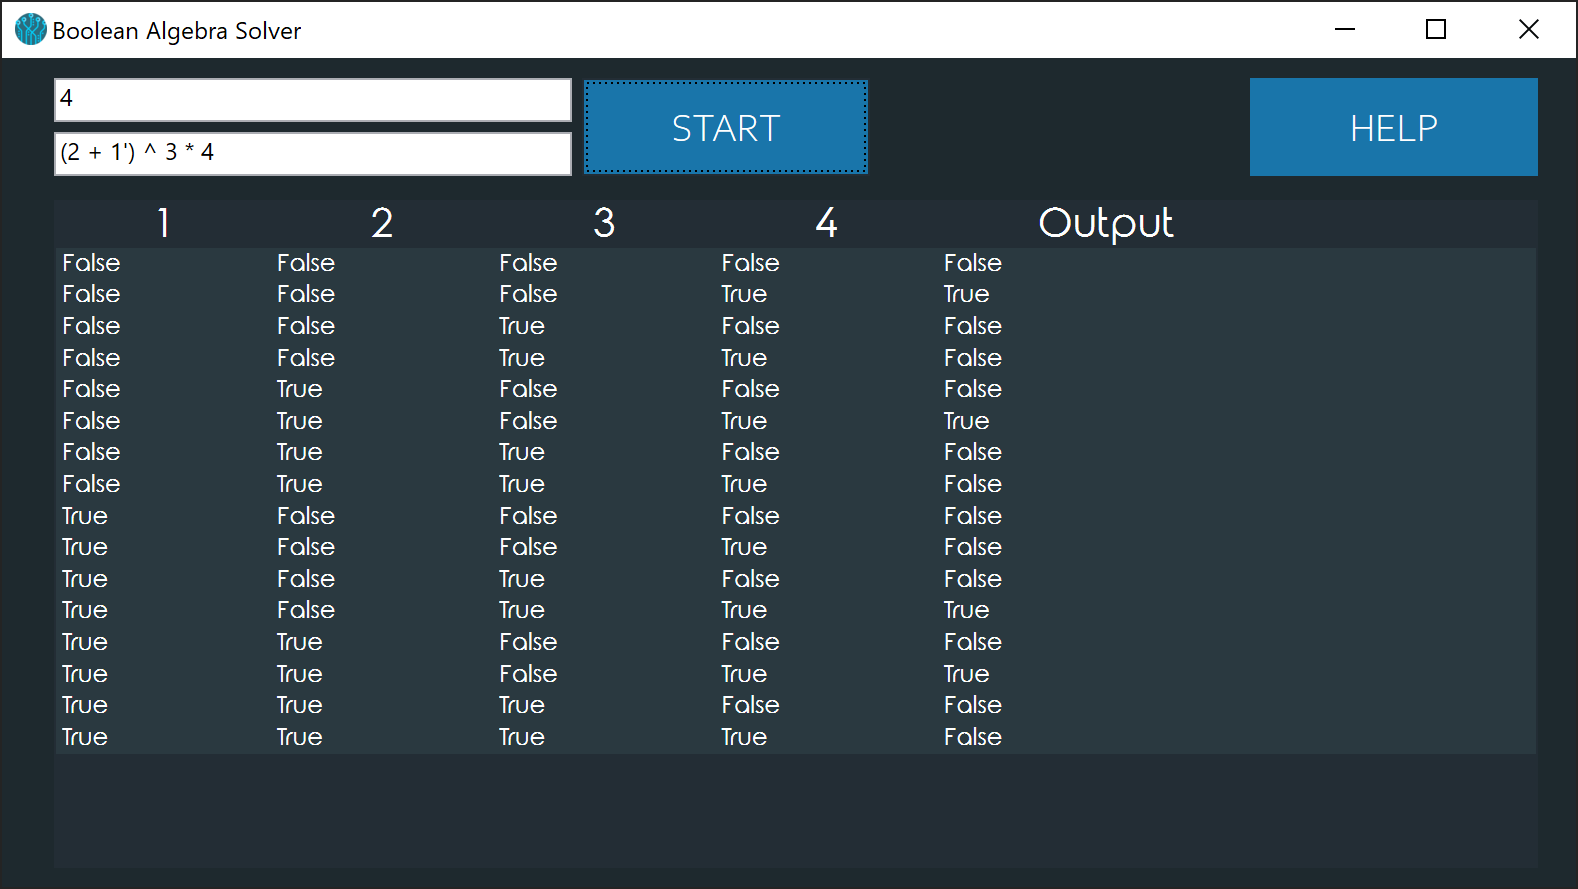 Boolean Algebra Solver
4
(2 + 1') ^ 3 * 4
START
HELP
1 2 3 4 Output
False False False False False
False False False True True
False False True False False
False False True True False
False True False False False
False True False True True
False True True False False
False True True True False
True False False False False
True False False True False
True False True False False
True False True True True
True True False False False
True True False True True
True True True False False
True True True True False